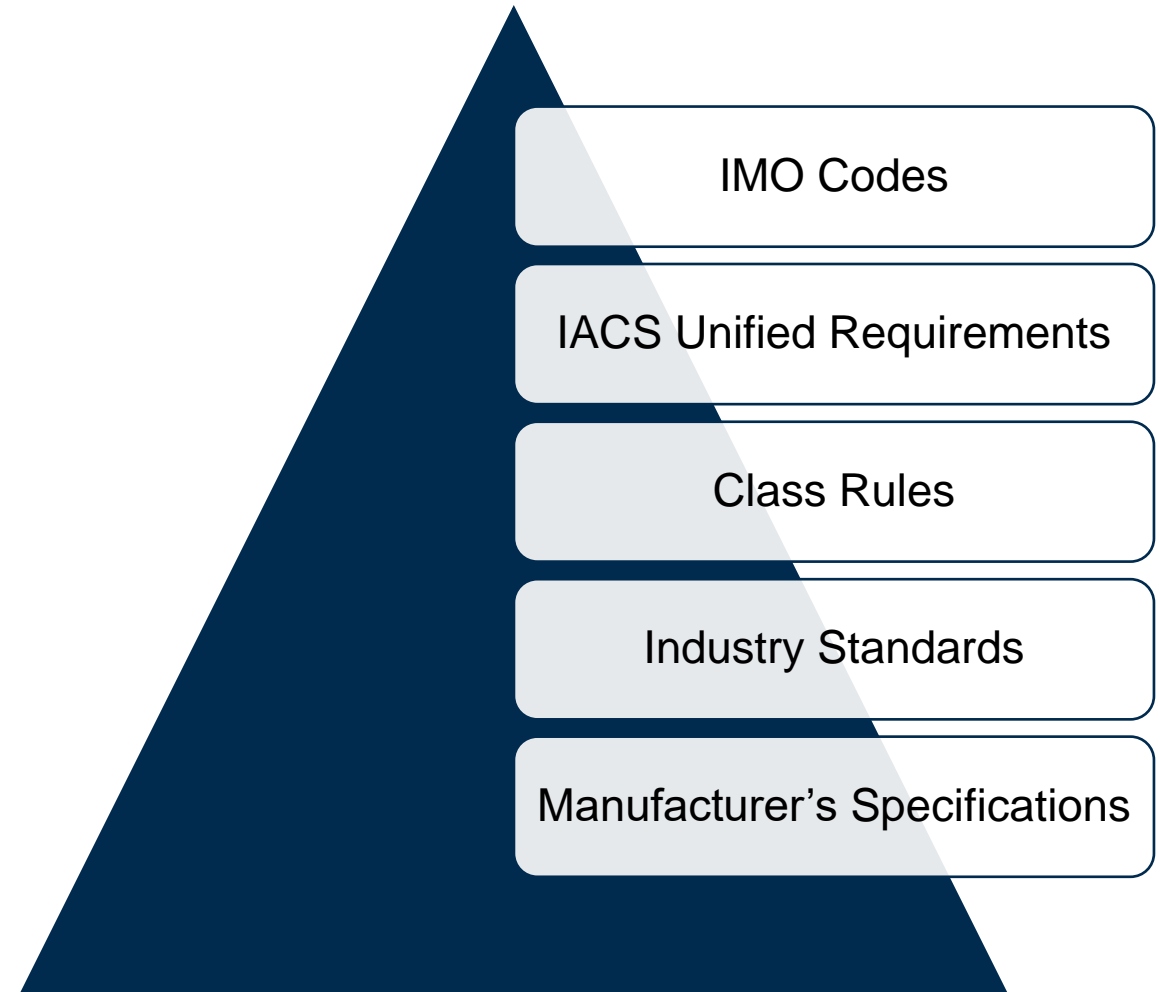 IMO Codes
IACS Unified Requirements
Class Rules
Industry Standards
Manufacturer’s Specifications